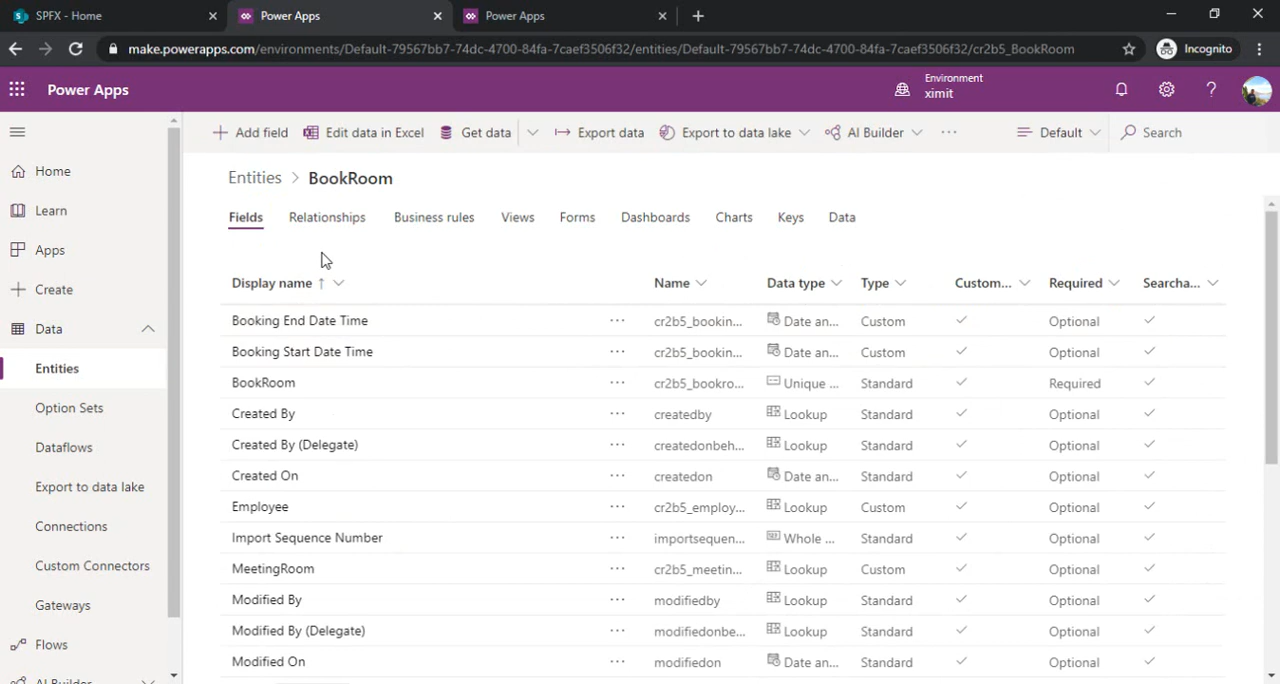 SPFX - Home
Power Apps
Power Apps
make.powerapps.com/environments/Default-79567bb7-74dc-4700-84fa-7caef3506f32/entities/Default-79567bb7-74dc-4700-84fa-7caef3506f32/cr2b5_BookRoom
Incognito
Power Apps
Environment
ximit
Add field Edit data in Excel Get data Export data Export to data lake AI Builder ... Default Search
Home
Learn
Apps
Create
Data
Entities
Option Sets
Dataflows
Export to data lake
Connections
Custom Connectors
Gateways
Flows
AI Builder
Entities > BookRoom
Fields Relationships Business rules Views Forms Dashboards Charts Keys Data
Display name ↑ Name Data type Type Custom... Required Searcha...
Booking End Date Time ... cr2b5_bookin... Date an... Custom ✓ Optional ✓
Booking Start Date Time ... cr2b5_bookin... Date an... Custom ✓ Optional ✓
BookRoom ... cr2b5_bookro... Unique ... Standard ✓ Required ✓
Created By ... createdby Lookup Standard ✓ Optional ✓
Created By (Delegate) ... createdonbeh... Lookup Standard ✓ Optional ✓
Created On ... createdon Date an... Standard ✓ Optional ✓
Employee ... cr2b5_employ... Lookup Custom ✓ Optional ✓
Import Sequence Number ... importsequen... Whole ... Standard ✓ Optional ✓
MeetingRoom ... cr2b5_meetin... Lookup Custom ✓ Optional ✓
Modified By ... modifiedby Lookup Standard ✓ Optional ✓
Modified By (Delegate) ... modifiedonbe... Lookup Standard ✓ Optional ✓
Modified On ... modifiedon Date an... Standard ✓ Optional ✓